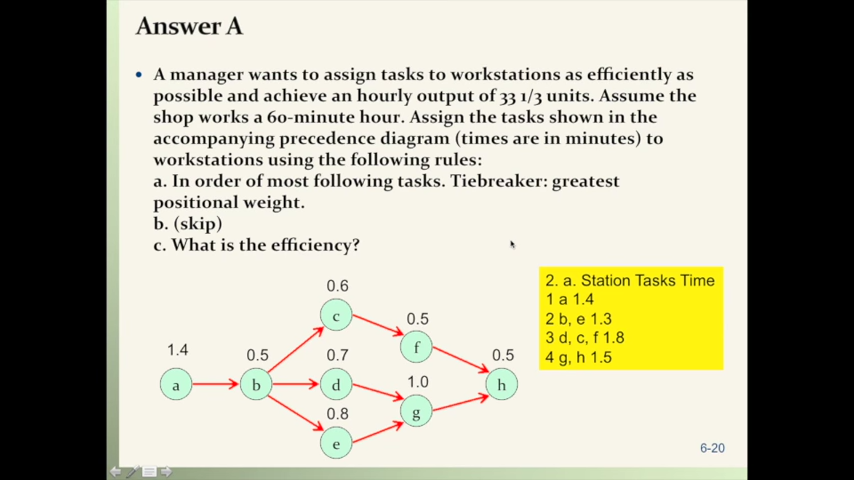 Answer A
• A manager wants to assign tasks to workstations as efficiently as
possible and achieve an hourly output of 33 1/3 units. Assume the
shop works a 60-minute hour. Assign the tasks shown in the
accompanying precedence diagram (times are in minutes) to
workstations using the following rules:
a. In order of most following tasks. Tiebreaker: greatest
positional weight.
b. (skip)
c. What is the efficiency?
2. a. Station Tasks Time
1 a 1.4
2 b, e 1.3
3 d, c, f 1.8
4 g, h 1.5
0.6
c
0.5
f
1.4
0.5
0.7
0.5
a
b
d
h
1.0
g
0.8
e
6-20